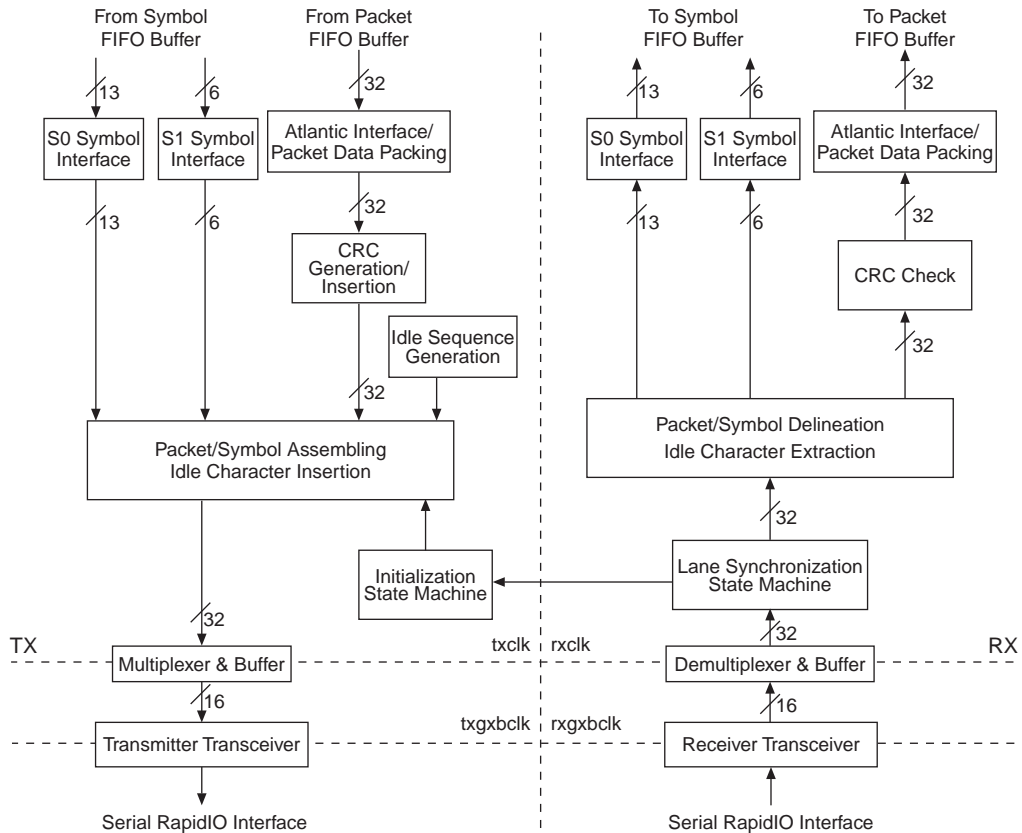 From Symbol
FIFO Buffer
From Packet
FIFO Buffer
To Symbol
FIFO Buffer
To Packet
FIFO Buffer
13
6
32
13
6
32
S0 Symbol
Interface
S1 Symbol
Interface
Atlantic Interface/
Packet Data Packing
S0 Symbol
Interface
S1 Symbol
Interface
Atlantic Interface/
Packet Data Packing
13
6
32
13
6
32
CRC
Generation/
Insertion
CRC Check
Idle Sequence
Generation
32
32
Packet/Symbol Assembling
Idle Character Insertion
Packet/Symbol Delineation
Idle Character Extraction
32
Initialization
State Machine
Lane Synchronization
State Machine
32
32
TX
txclk
rxclk
RX
Multiplexer & Buffer
Demultiplexer & Buffer
16
16
txgxbclk
rxgxbclk
Transmitter Transceiver
Receiver Transceiver
Serial RapidIO Interface
Serial RapidIO Interface